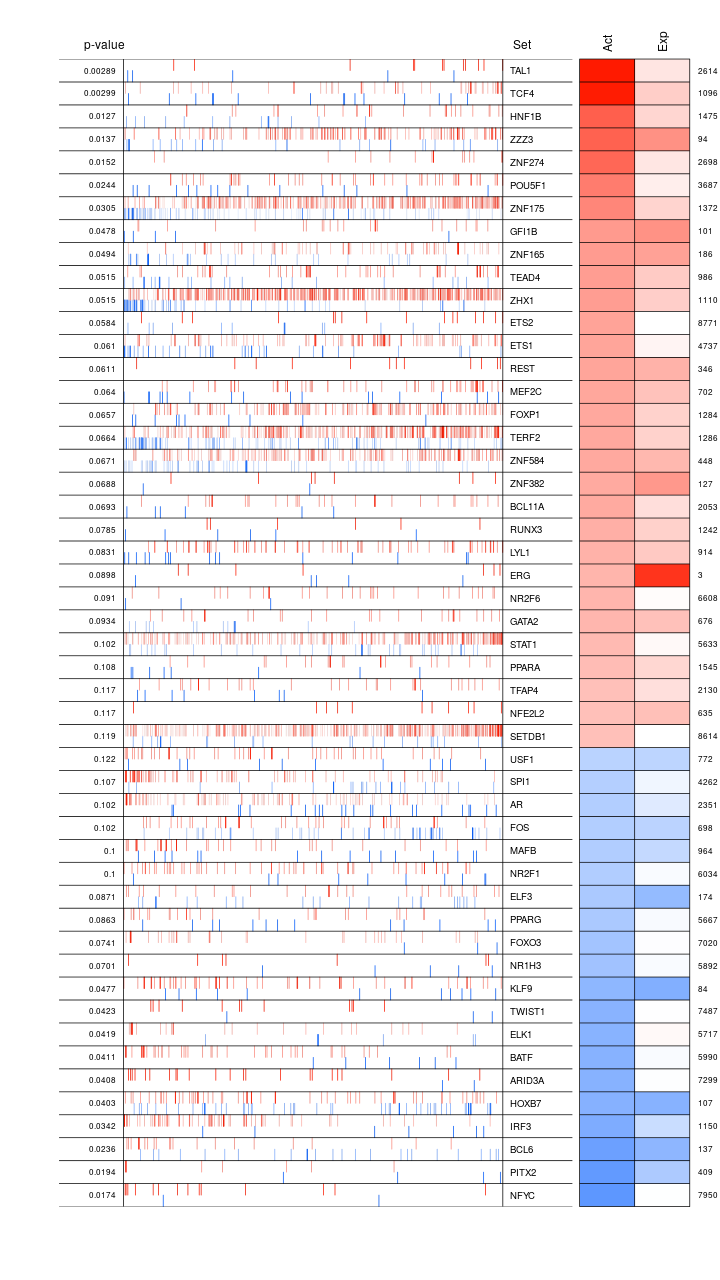 p-value Set Act Exp
0.00289 TAL1 2614
0.00299 TCF4 1096
0.0127 HNF1B 1475
0.0137 ZZZ3 94
0.0152 ZNF274 2698
0.0244 POU5F1 3687
0.0305 ZNF175 1372
0.0478 GFI1B 101
0.0494 ZNF165 186
0.0515 TEAD4 986
0.0515 ZHX1 1110
0.0584 ETS2 8771
0.061 ETS1 4737
0.0611 REST 346
0.064 MEF2C 702
0.0657 FOXP1 1284
0.0664 TERF2 1286
0.0671 ZNF584 448
0.0688 ZNF382 127
0.0693 BCL11A 2053
0.0785 RUNX3 1242
0.0831 LYL1 914
0.0898 ERG 3
0.091 NR2F6 6608
0.0934 GATA2 676
0.102 STAT1 5633
0.108 PPARA 1545
0.117 TFAP4 2130
0.117 NFE2L2 635
0.119 SETDB1 8614
0.122 USF1 772
0.107 SPI1 4262
0.102 AR 2351
0.102 FOS 698
0.1 MAFB 964
0.1 NR2F1 6034
0.0871 ELF3 174
0.0863 PPARG 5667
0.0741 FOXO3 7020
0.0701 NR1H3 5892
0.0477 KLF9 84
0.0423 TWIST1 7487
0.0419 ELK1 5717
0.0411 BATF 5990
0.0408 ARID3A 7299
0.0403 HOXB7 107
0.0342 IRF3 1150
0.0236 BCL6 137
0.0194 PITX2 409
0.0174 NFYC 7950